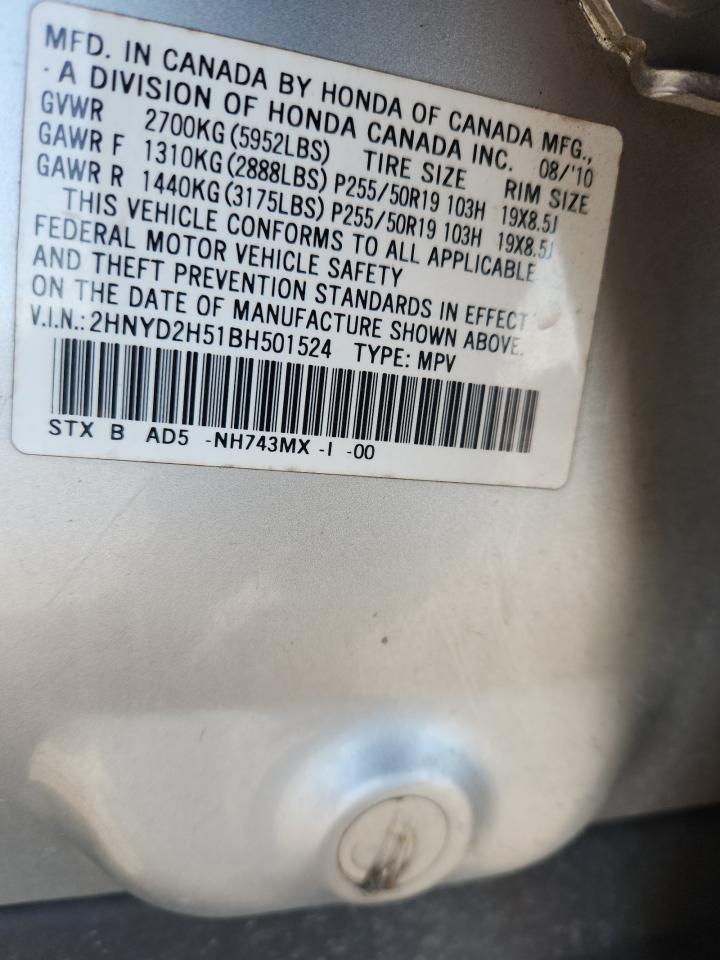 MFD. IN CANADA BY HONDA OF CANADA MFG.,
· A DIVISION OF HONDA CANADA INC. 08/'10
GVWR 2700KG(5952LBS) TIRE SIZE RIM SIZE
GAWR F 1310KG(2888LBS) P255/50R19 103H 19X8.5J
GAWR R 1440KG(3175LBS) P255/50R19 103H 19X8.5J
THIS VEHICLE CONFORMS TO ALL APPLICABLE
FEDERAL MOTOR VEHICLE SAFETY
AND THEFT PREVENTION STANDARDS IN EFFECT
ON THE DATE OF MANUFACTURE SHOWN ABOVE.
V.I.N.: 2HNYD2H51BH501524 TYPE: MPV
STX B AD5 -NH743MX -I -00